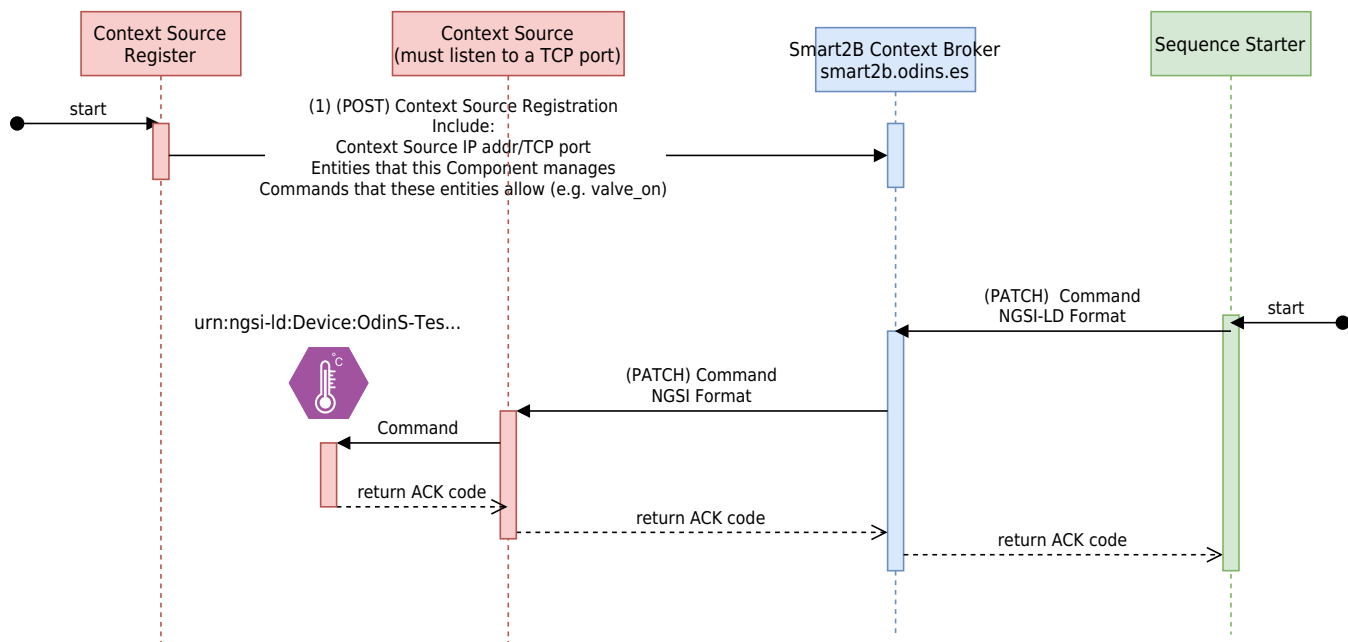 Context Source
Register
Context Source
(must listen to a TCP port)
Smart2B Context Broker
smart2b.odins.es
Sequence Starter
start
(1) (POST) Context Source Registration
Include:
Context Source IP addr/TCP port
Entities that this Component manages
Commands that these entities allow (e.g. valve_on)
(PATCH)  Command
NGSI-LD Format
start
urn:ngsi-ld:Device:OdinS-Tes...
°C
(PATCH) Command
NGSI Format
Command
return ACK code
return ACK code
return ACK code